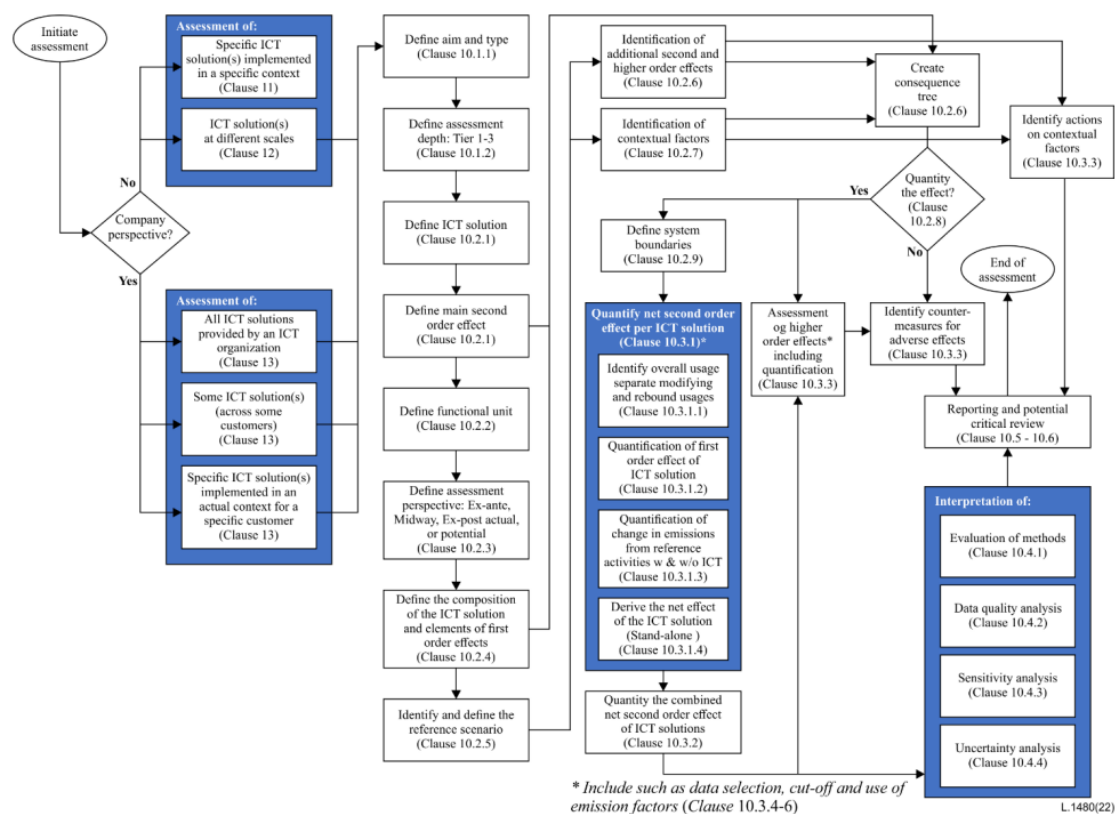 Initiate
assessment
Company
perspective?
No
Yes
Assessment of:
Specific ICT
solution(s) implemented
in a specific context
(Clause 11)
ICT solution(s)
at different scales
(Clause 12)
Assessment of:
All ICT solutions
provided by an ICT
organization
(Clause 13)
Some ICT solution(s)
(across some
customers)
(Clause 13)
Specific ICT solution(s)
implemented in an
actual context for a
specific customer
(Clause 13)
Define aim and type
(Clause 10.1.1)
Define assessment
depth: Tier 1-3
(Clause 10.1.2)
Define ICT solution
(Clause 10.2.1)
Define main second
order effect
(Clause 10.2.1)
Define functional unit
(Clause 10.2.2)
Define assessment
perspective: Ex-ante,
Midway, Ex-post actual,
or potential
(Clause 10.2.3)
Define the composition
of the ICT solution
and elements of first
order effects
(Clause 10.2.4)
Identify and define the
reference scenario
(Clause 10.2.5)
Identification of
additional second and
higher order effects
(Clause 10.2.6)
Identification of
contextual factors
(Clause 10.2.7)
Create
consequence
tree
(Clause 10.2.6)
Identify actions
on contextual
factors
(Clause 10.3.3)
Quantity
the effect?
(Clause
10.2.8)
Yes
No
Define system
boundaries
(Clause 10.2.9)
Quantify net second order
effect per ICT solution
(Clause 10.3.1)*
Identify overall usage
separate modifying
and rebound usages
(Clause 10.3.1.1)
Quantification of first
order effect of
ICT solution
(Clause 10.3.1.2)
Quantification of
change in emissions
from reference
activities w & w/o ICT
(Clause 10.3.1.3)
Derive the net effect
of the ICT solution
(Stand-alone )
(Clause 10.3.1.4)
Quantity the combined
net second order effect
of ICT solutions
(Clause 10.3.2)
Assessment
og higher
order effects*
including
quantification
(Clause 10.3.3)
Identify counter-
measures for
adverse effects
(Clause 10.3.3)
End of
assessment
Reporting and potential
critical review
(Clause 10.5 - 10.6)
Interpretation of:
Evaluation of methods
(Clause 10.4.1)
Data quality analysis
(Clause 10.4.2)
Sensitivity analysis
(Clause 10.4.3)
Uncertainty analysis
(Clause 10.4.4)
* Include such as data selection, cut-off and use of
emission factors (Clause 10.3.4-6)
L.1480(22)